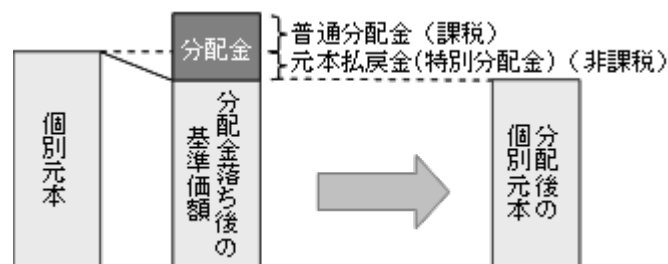 分配金
普通分配金（課税）
元本払戻金(特別分配金)（非課税）
個別元本
分配金落ち後の
基準価額
分配後の
個別元本